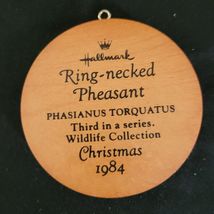 Hallmark
Ring-necked
Pheasant
PHASIANUS TORQUATUS
Third in a series.
Wildlife Collection
Christmas
1984